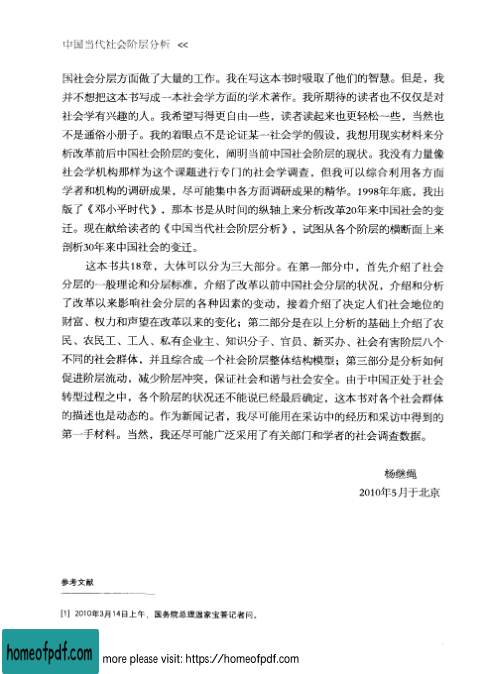 中国当代社会阶层分析 <<
国社会分层方面做了大量的工作。我在写这本书时吸取了他们的智慧。但是，我
并不想把这本书写成一本社会学方面的学术著作。我所期待的读者也不仅仅是对
社会学有兴趣的人。我希望写得更自由一些，读者读起来也更轻松一些，当然也
不是通俗小册子。我的着眼点不是论证某一社会学的假设，我想用现实材料来分
析改革前后中国社会阶层的变化，阐明当前中国社会阶层的现状。我没有力量像
社会学机构那样为这个课题进行专门的社会学调查，但我可以综合利用各方面
学者和机构的调研成果，尽可能集中各方面调研成果的精华。1998年年底，我出
版了《邓小平时代》，那本书是从时间的纵轴上来分析改革20年来中国社会的变
迁。现在献给读者的《中国当代社会阶层分析》，试图从各个阶层的横断面上来
剖析30年来中国社会的变迁。
这本书共18章，大体可以分为三大部分。在第一部分中，首先介绍了社会
分层的一般理论和分层标准，介绍了改革以前中国社会分层的状况，介绍和分析
了改革以来影响社会分层的各种因素的变动，接着介绍了决定人们社会地位的
财富、权力和声望在改革以来的变化；第二部分是在以上分析的基础上介绍了农
民、农民工、工人、私有企业主、知识分子、官员、新买办、社会有害阶层八个
不同的社会群体，并且综合成一个社会阶层整体结构模型；第三部分是分析如何
促进阶层流动，减少阶层冲突，保证社会和谐与社会安全。由于中国正处于社会
转型过程之中，各个阶层的状况还不能说已经最后确定，这本书对各个社会群体
的描述也是动态的。作为新闻记者，我尽可能用在采访中的经历和采访中得到的
第一手材料。当然，我还尽可能广泛采用了有关部门和学者的社会调查数据。
杨继绳
2010年5月于北京
参考文献
[1] 2010年3月14日上午，国务院总理温家宝答记者问。
homeofpdf.com more please visit: https://homeofpdf.com